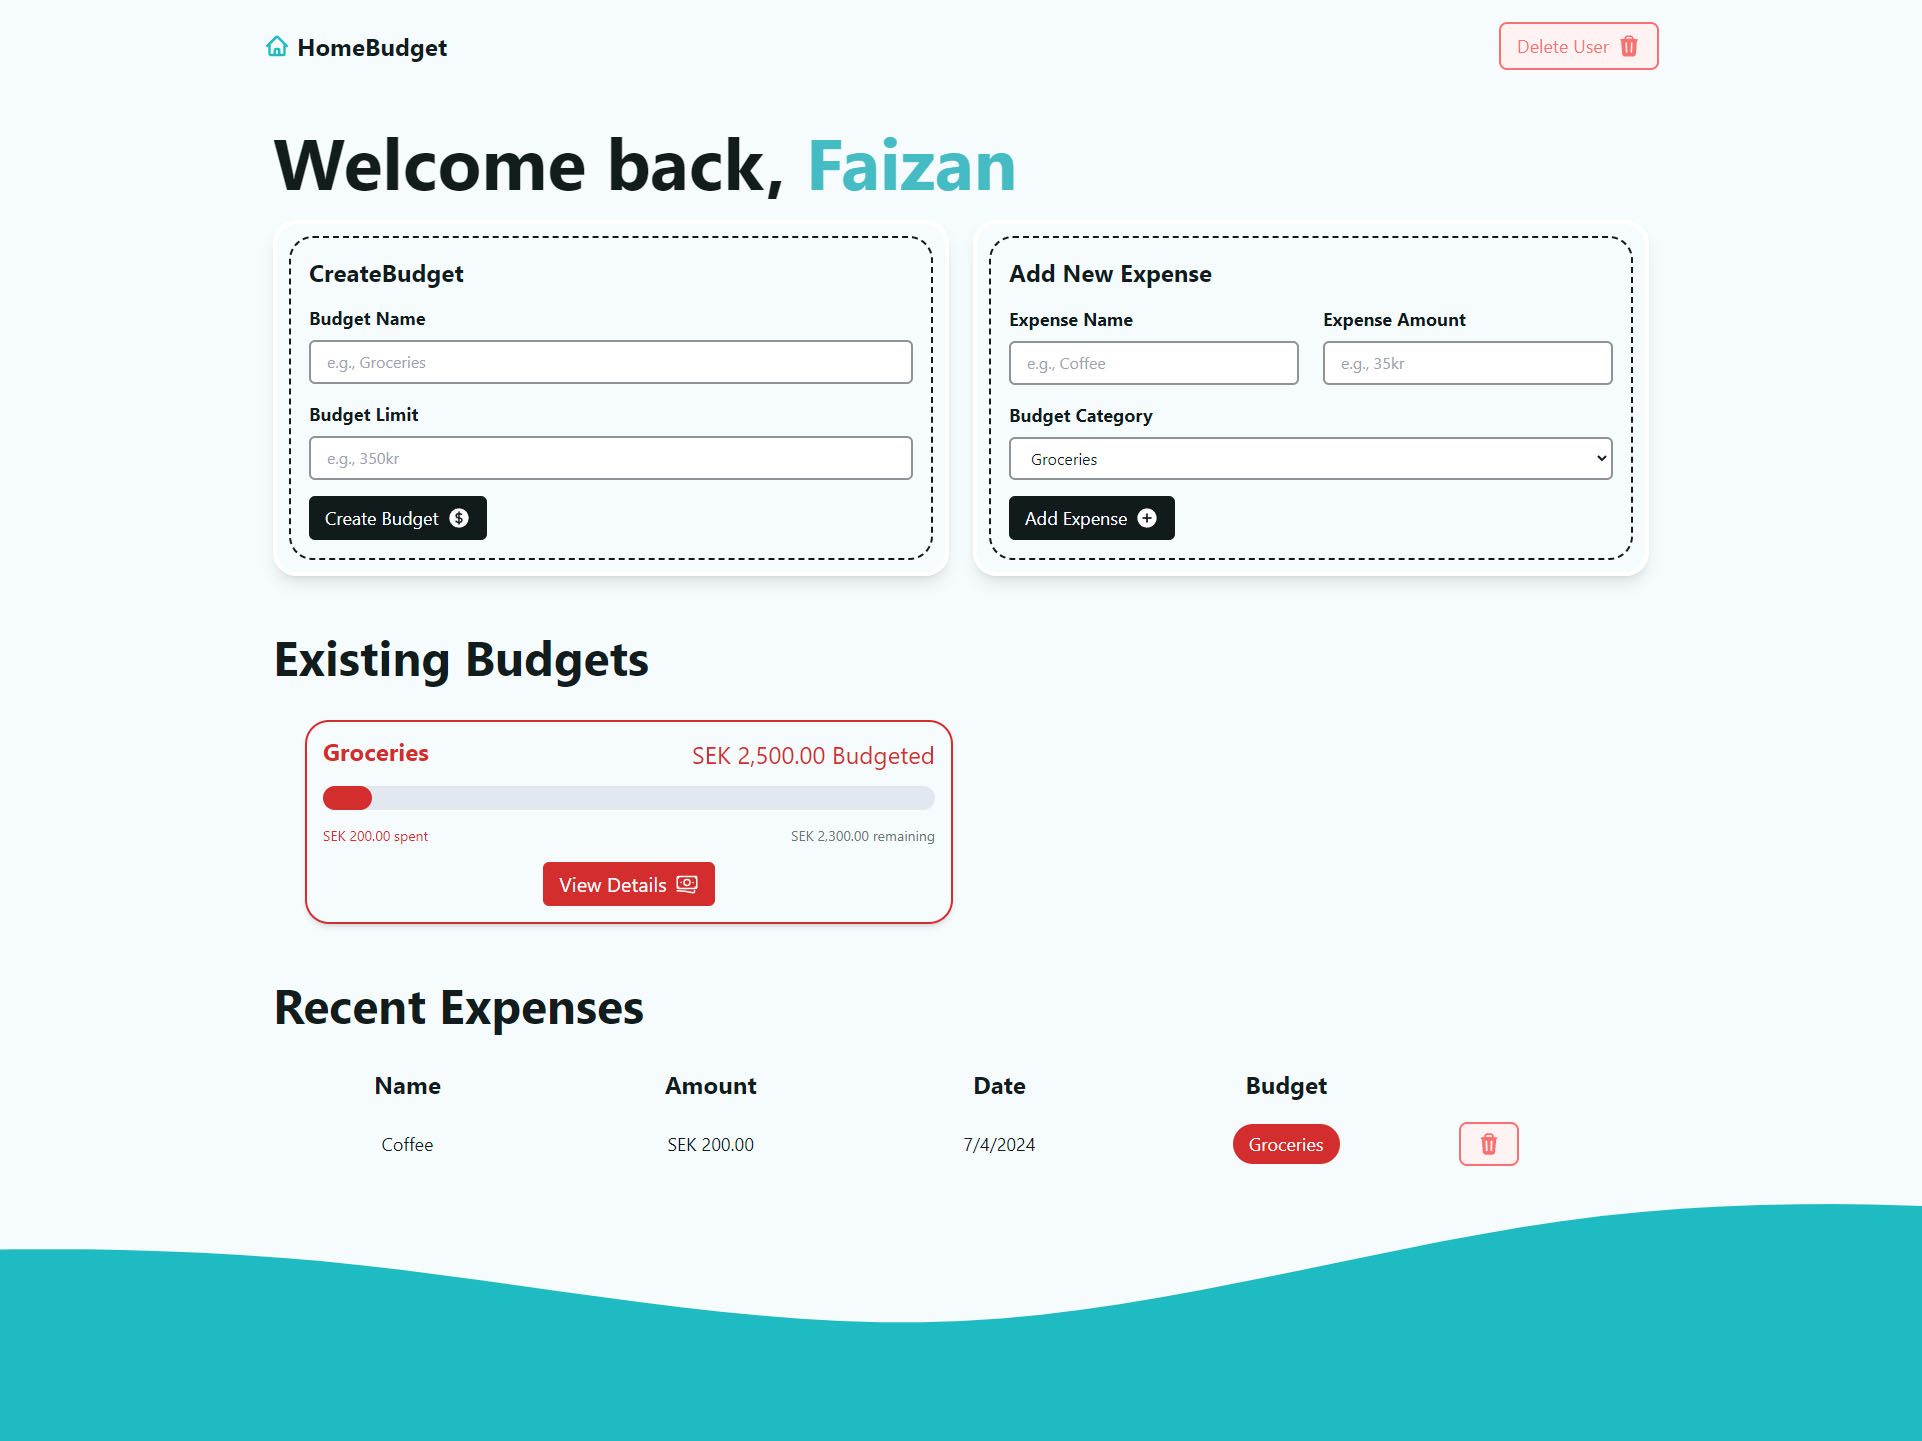 HomeBudget
Delete User
Welcome back, Faizan
CreateBudget
Budget Name
e.g., Groceries
Budget Limit
e.g., 350kr
Create Budget
Add New Expense
Expense Name
Expense Amount
e.g., Coffee
e.g., 35kr
Budget Category
Groceries
Add Expense
Existing Budgets
Groceries
SEK 2,500.00 Budgeted
SEK 200.00 spent
SEK 2,300.00 remaining
View Details
Recent Expenses
Name Amount Date Budget
Coffee SEK 200.00 7/4/2024 Groceries